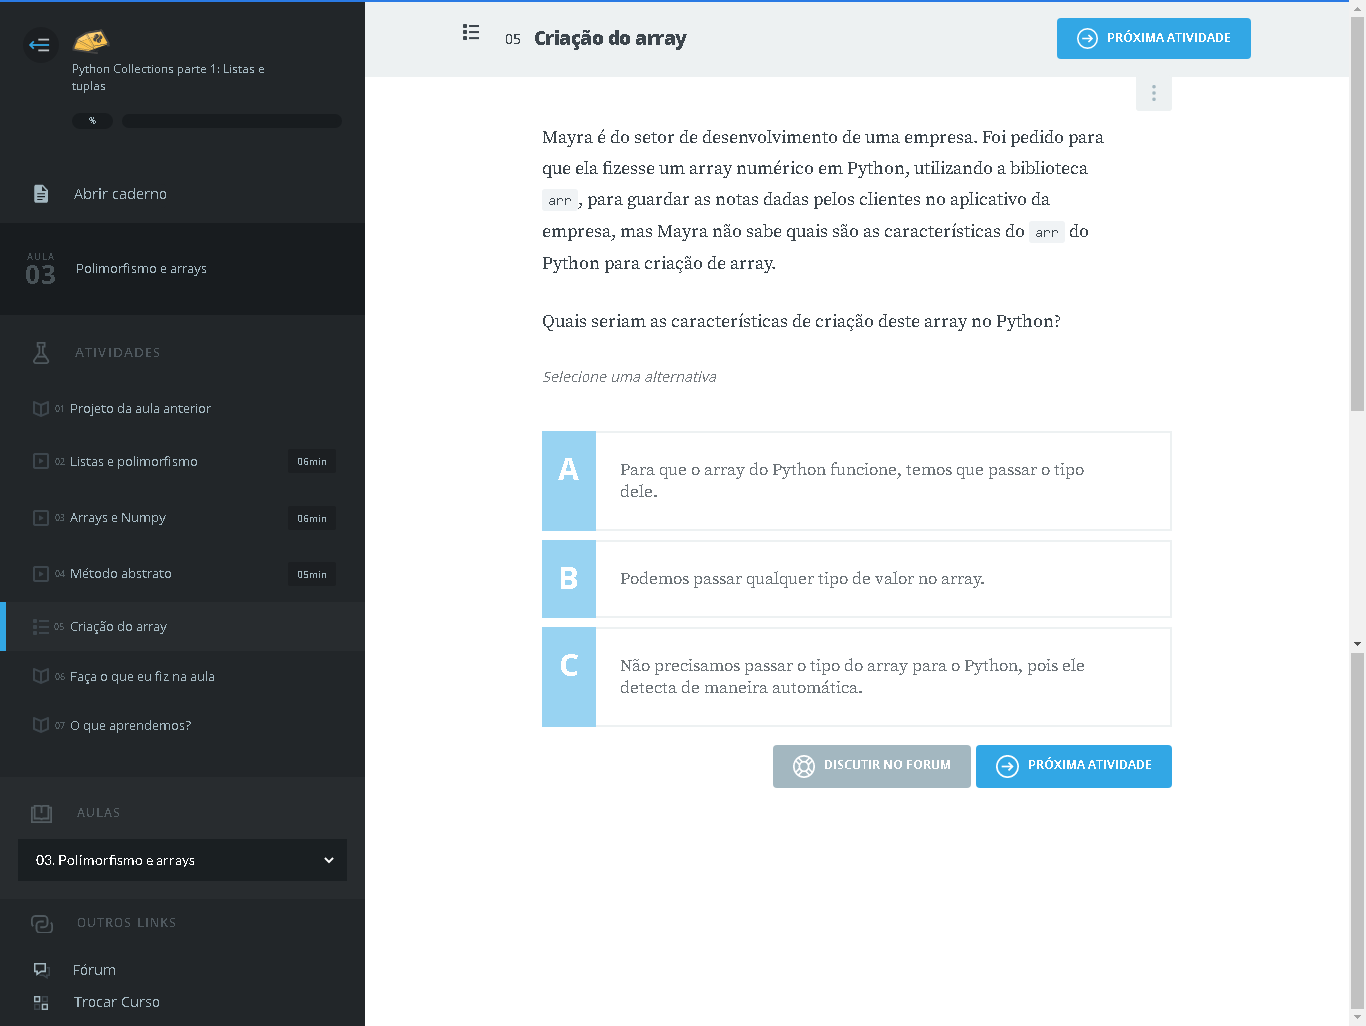 Python Collections parte 1: Listas e
tuplas
%
Abrir caderno
AULA
03
Polimorfismo e arrays
ATIVIDADES
01 Projeto da aula anterior
02 Listas e polimorfismo 06min
03 Arrays e Numpy 06min
04 Método abstrato 05min
05 Criação do array
06 Faça o que eu fiz na aula
07 O que aprendemos?
AULAS
03. Polimorfismo e arrays
OUTROS LINKS
Fórum
Trocar Curso
05 Criação do array
PRÓXIMA ATIVIDADE
Mayra é do setor de desenvolvimento de uma empresa. Foi pedido para
que ela fizesse um array numérico em Python, utilizando a biblioteca
arr, para guardar as notas dadas pelos clientes no aplicativo da
empresa, mas Mayra não sabe quais são as características do arr do
Python para criação de array.
Quais seriam as características de criação deste array no Python?
Selecione uma alternativa
A
Para que o array do Python funcione, temos que passar o tipo
dele.
B
Podemos passar qualquer tipo de valor no array.
C
Não precisamos passar o tipo do array para o Python, pois ele
detecta de maneira automática.
DISCUTIR NO FORUM
PRÓXIMA ATIVIDADE